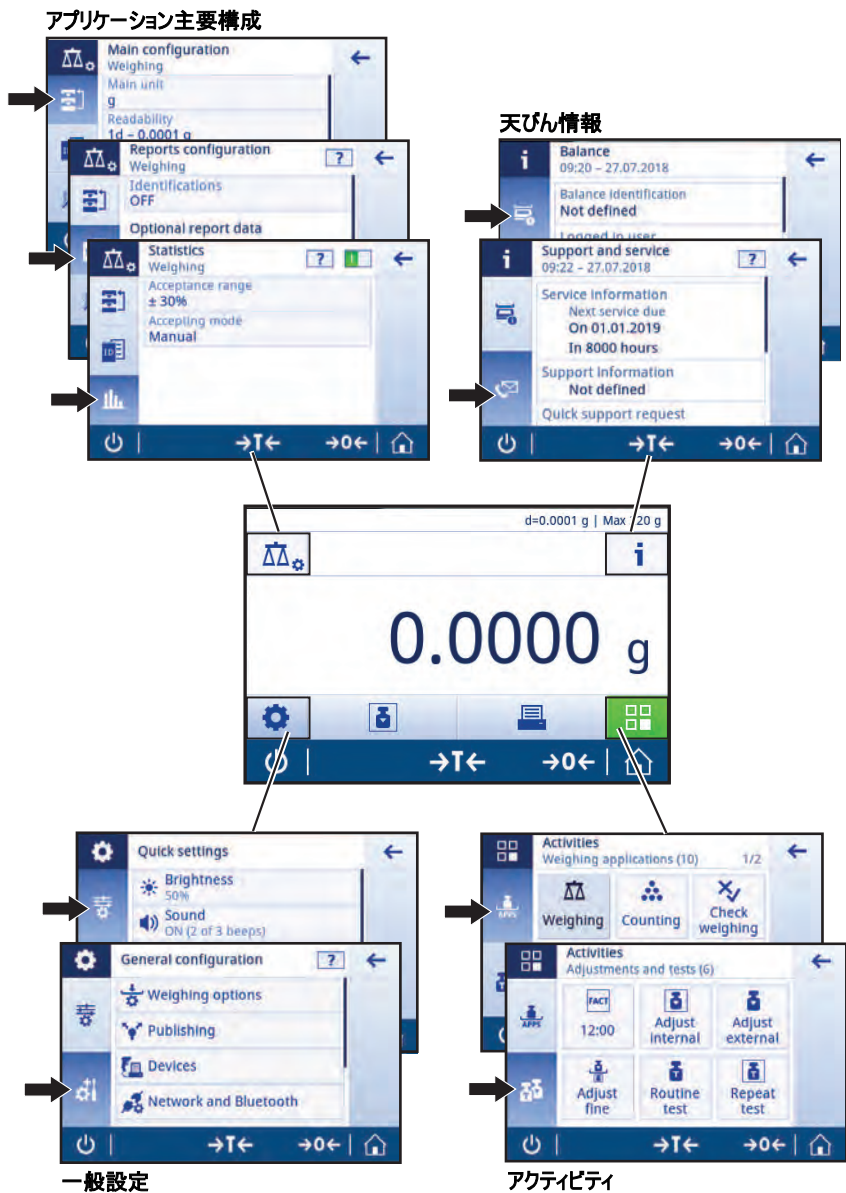 アプリケーション主要構成
Main configuration
Weighing
Main unit
g
Readability
1d – 0.0001 g
Reports configuration
Weighing
?
Identifications
OFF
Optional report data
Statistics
Weighing
?
Acceptance range
± 30%
Accepting mode
Manual
ID
→T←
→0←
天びん情報
i
Balance
09:20 – 27.07.2018
Balance identification
Not defined
Logged in user
i
Support and service
09:22 – 27.07.2018
?
Service information
Next service due
On 01.01.2019
In 8000 hours
Support information
Not defined
Quick support request
→T←
→0←
d=0.0001 g | Max 120 g
i
0.0000 g
→T←
→0←
Quick settings
Brightness
50%
Sound
ON (2 of 3 beeps)
General configuration
?
Weighing options
Publishing
Devices
Network and Bluetooth
→T←
→0←
一般設定
Activities
Weighing applications (10)
1/2
APPS
Weighing
Counting
Check
weighing
Activities
Adjustments and tests (6)
APPS
FACT
12:00
Adjust
internal
Adjust
external
Adjust
fine
Routine
test
Repeat
test
→T←
→0←
アクティビティ